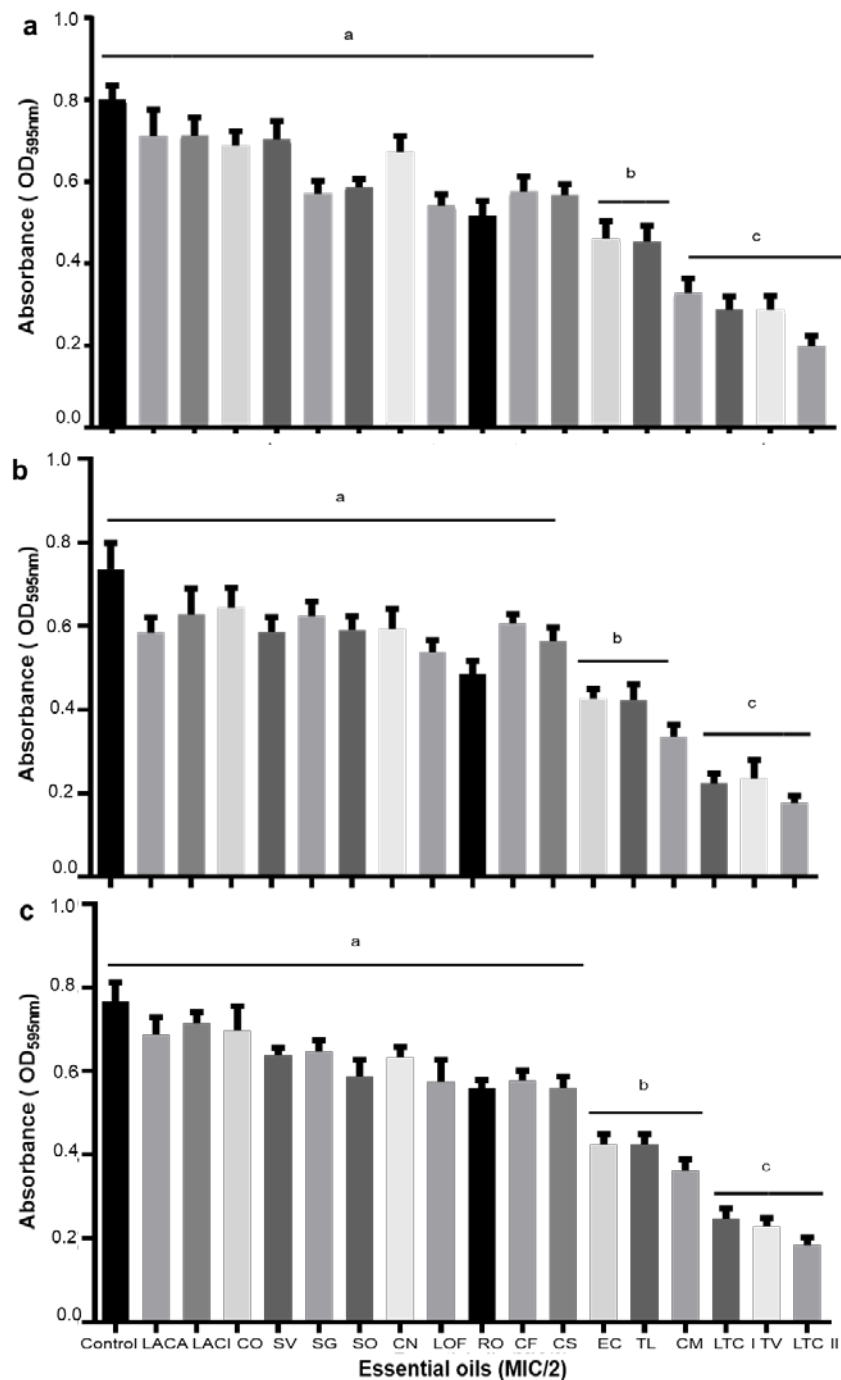 a
1.0
a
0.8
b
0.6
c
0.4
0.2
0.0
Absorbance ( OD595nm)
b
1.0
a
0.8
0.6
b
0.4
c
0.2
0.0
Absorbance ( OD595nm)
c
1.0
a
0.8
0.6
b
0.4
c
0.2
0.0
Absorbance ( OD595nm)
Control LACA LACI CO SV SG SO CN LOF RO CF CS EC TL CM LTC I TV LTC II
Essential oils (MIC/2)